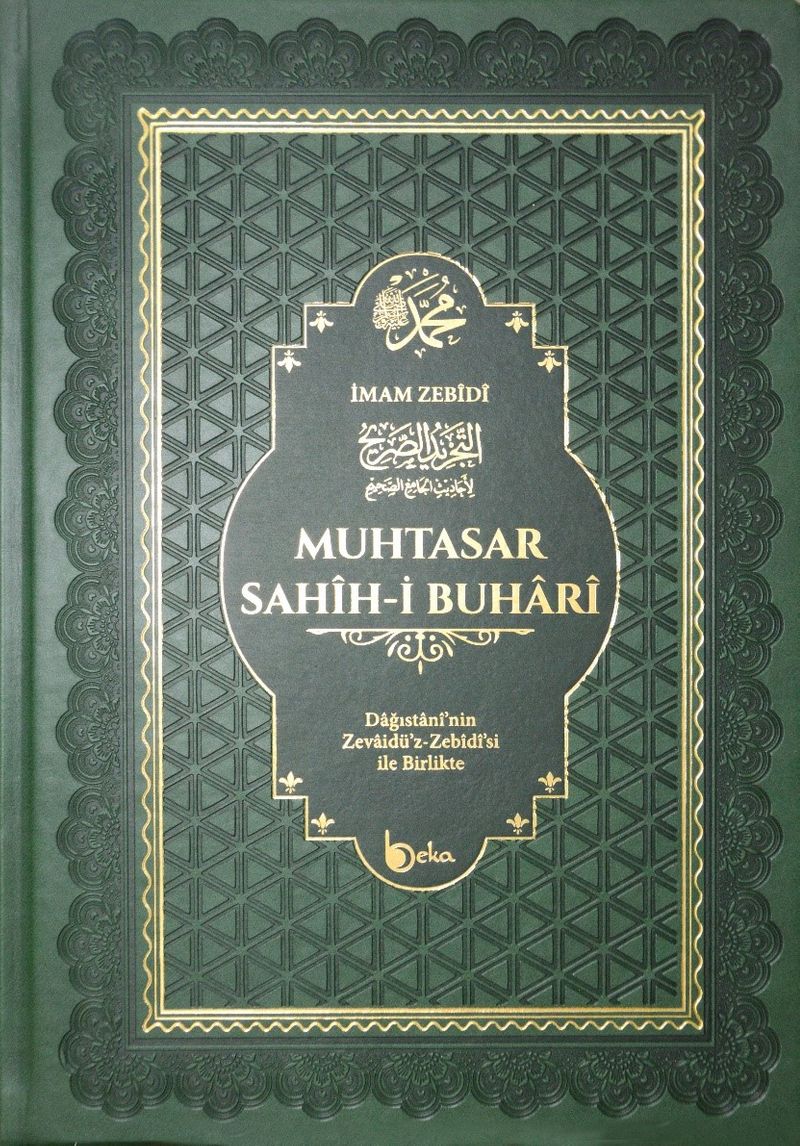 محمد
İMAM ZEBÎDÎ
التجريد الصريح
لأحاديث الجامع الصحيح
MUHTASAR
SAHÎH-İ BUHÂRÎ
Dâğıstânî'nin
Zevâidü'z-Zebîdî'si
ile Birlikte
beka